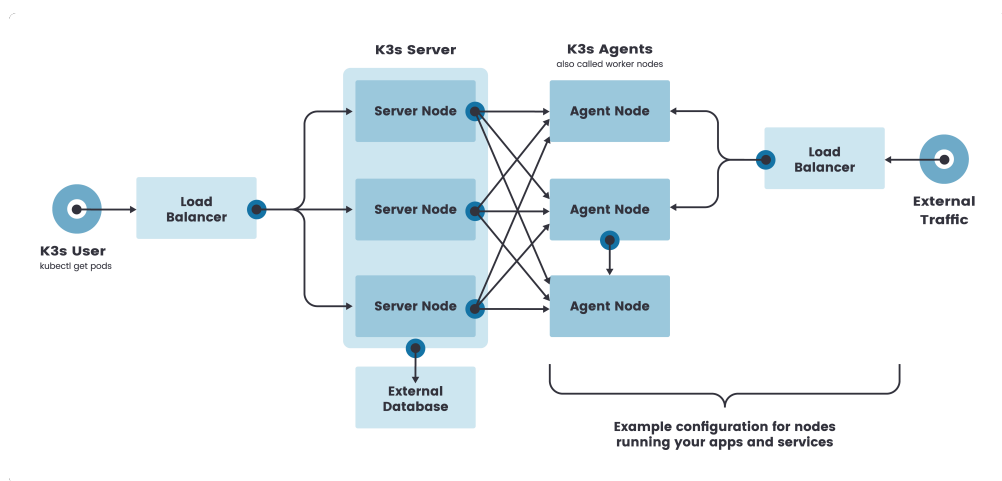 K3s Server
K3s Agents
also called worker nodes
Server Node
Agent Node
Load
Balancer
External
Traffic
Load
Balancer
K3s User
kubectl get pods
Server Node
Agent Node
Server Node
Agent Node
External
Database
Example configuration for nodes
running your apps and services